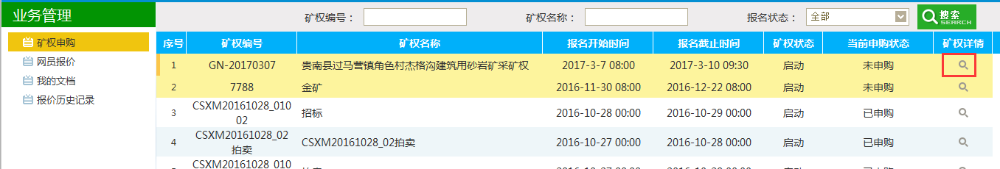 业务管理
矿权编号： 矿权名称： 报名状态： 全部 搜索 SEARCH
矿权申购
网员报价
我的文档
报价历史记录
序号 矿权编号 矿权名称 报名开始时间 报名截止时间 矿权状态 当前申购状态 矿权详情
1 GN-20170307 贵南县过马营镇角色村杰格沟建筑用砂岩矿采矿权 2017-3-7 08:00 2017-3-10 09:30 启动 未申购
2 7788 金矿 2016-11-30 08:00 2016-12-22 08:00 启动 未申购
3 CSXM20161028_010
02 招标 2016-10-28 00:00 2016-10-29 00:00 启动 已申购
4 CSXM20161028_02
拍卖 CSXM20161028_02拍卖 2016-10-27 00:00 2016-10-28 00:00 启动 已申购
CSXM20161028_010